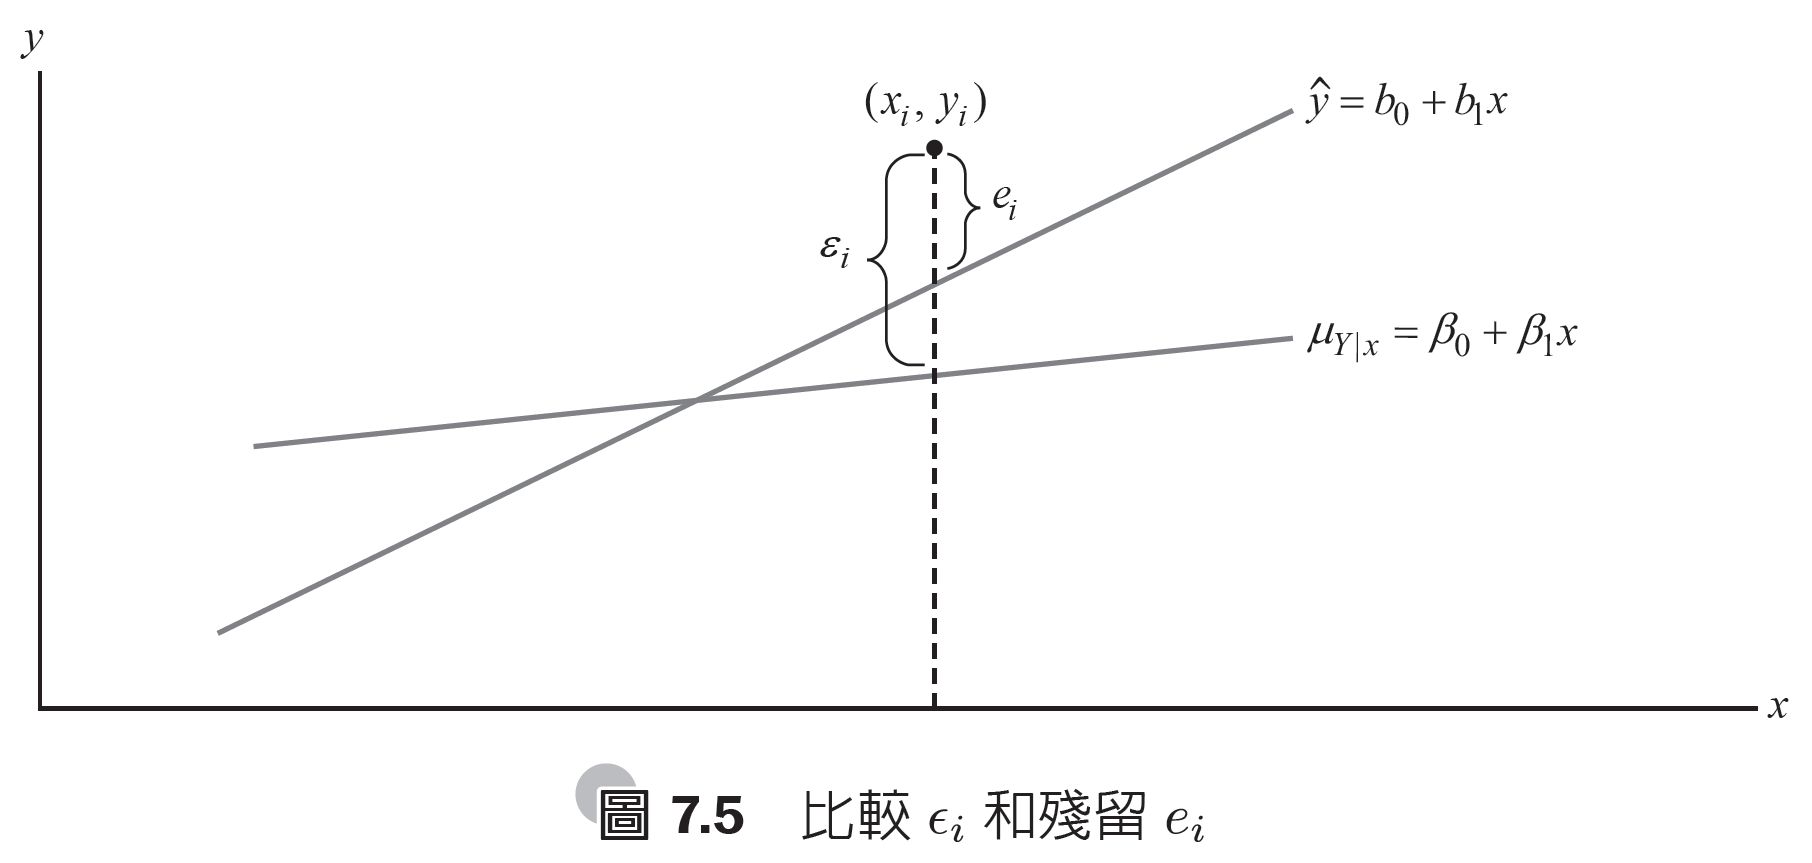 y
(xᵢ, yᵢ)
ŷ = b₀ + b₁x
eᵢ
εᵢ
μ_{Y|x} = β₀ + β₁x
x
圖 7.5 比較 ϵᵢ 和殘留 eᵢ